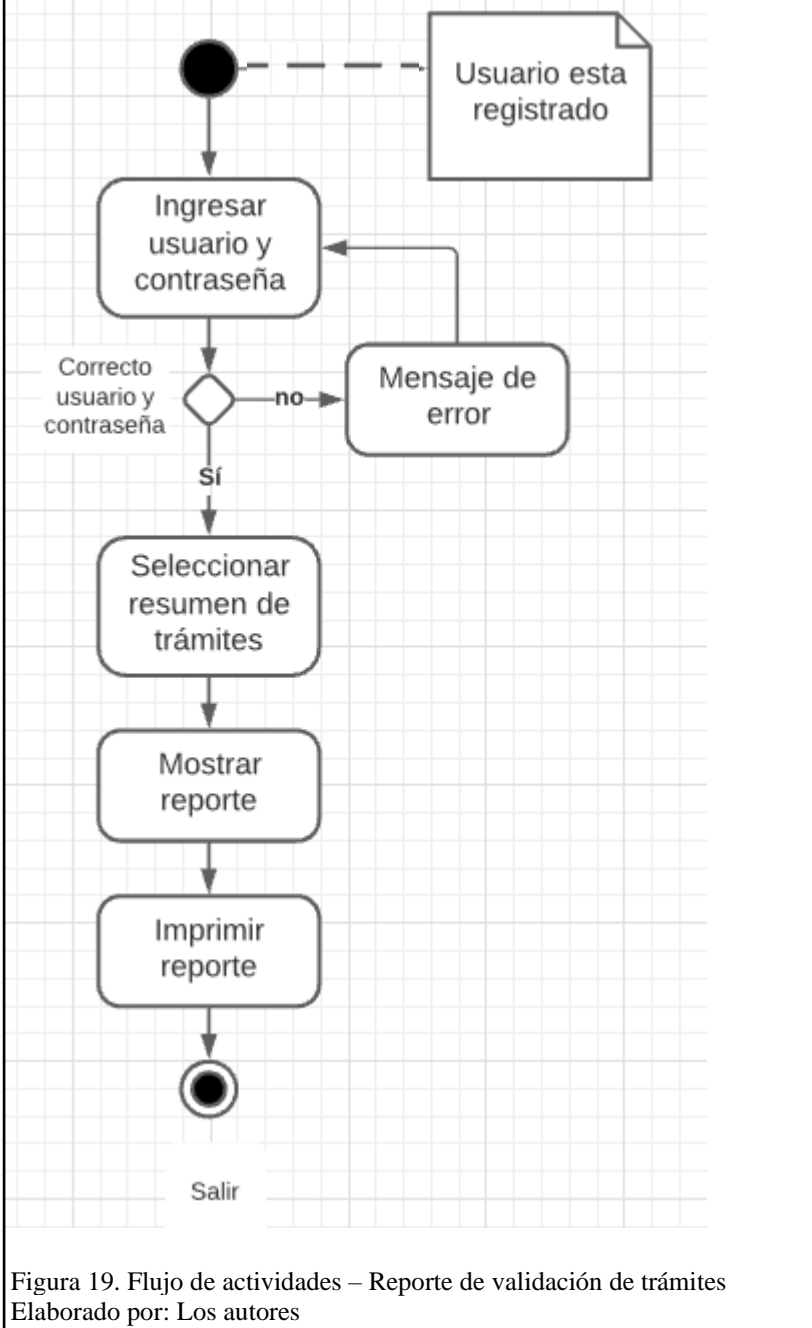 Usuario esta
registrado
Ingresar
usuario y
contraseña
Correcto
usuario y
contraseña
no
Mensaje de
error
Sí
Seleccionar
resumen de
trámites
Mostrar
reporte
Imprimir
reporte
Salir
Figura 19. Flujo de actividades – Reporte de validación de trámites
Elaborado por: Los autores